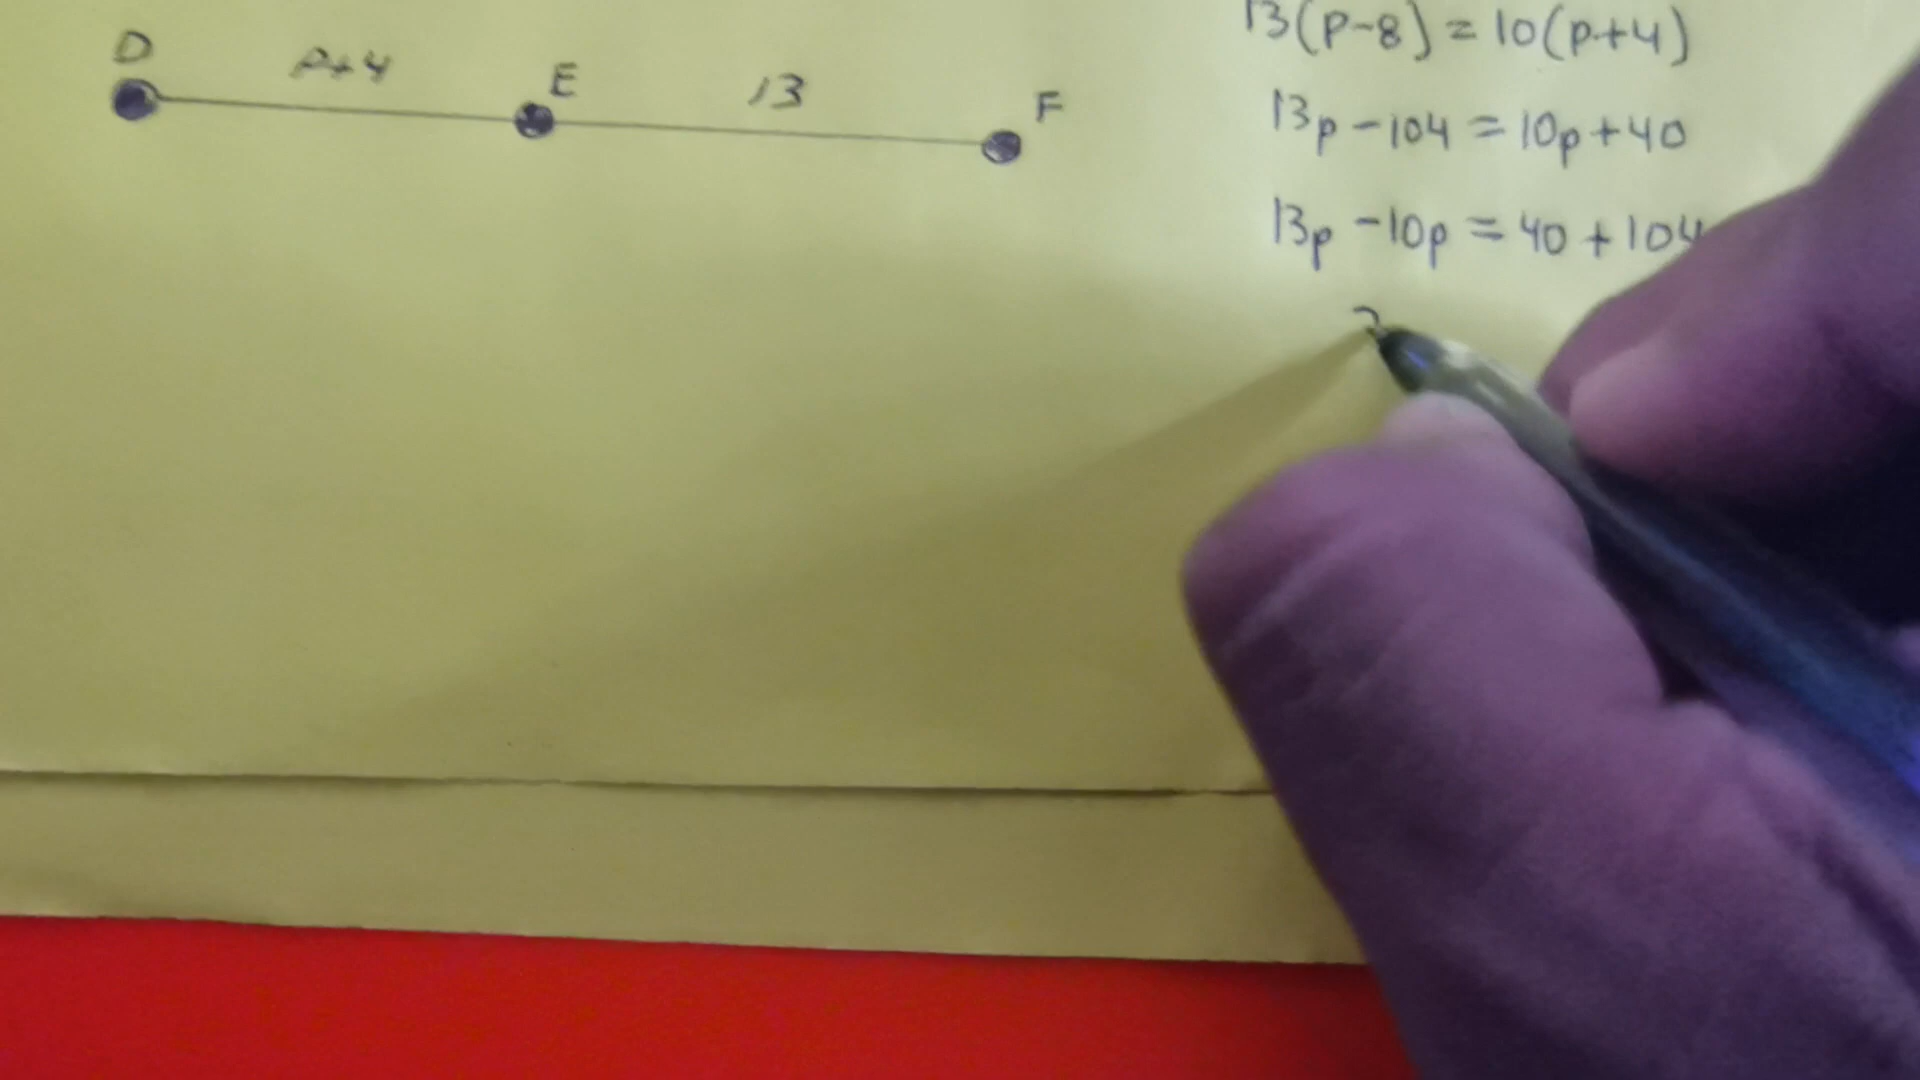 D p+4 E 13 F
13(p-8) = 10(p+4)
13p - 104 = 10p + 40
13p - 10p = 40 + 104